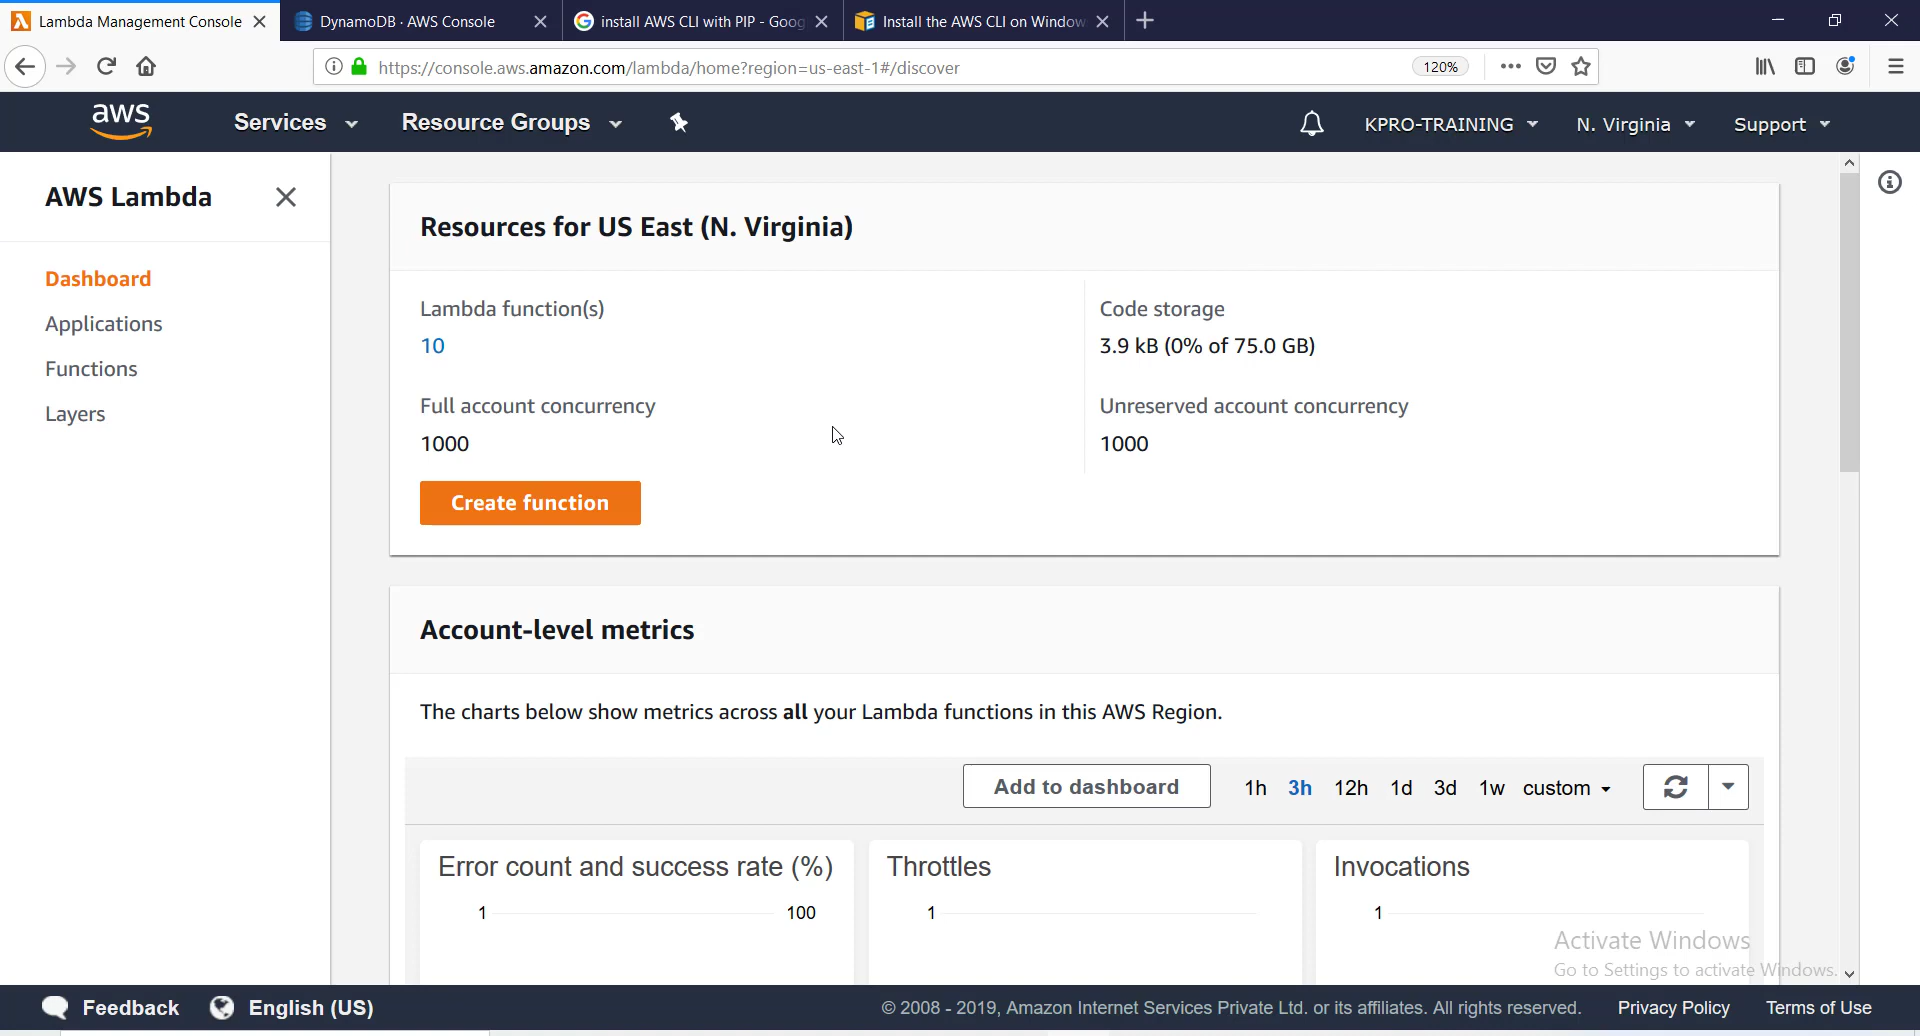 Lambda Management Console
DynamoDB · AWS Console
install AWS CLI with PIP - Goog
Install the AWS CLI on Window
https://console.aws.amazon.com/lambda/home?region=us-east-1#/discover
120%
aws
Services
Resource Groups
KPRO-TRAINING
N. Virginia
Support
AWS Lambda
Dashboard
Applications
Functions
Layers
Resources for US East (N. Virginia)
Lambda function(s)
10
Code storage
3.9 kB (0% of 75.0 GB)
Full account concurrency
1000
Unreserved account concurrency
1000
Create function
Account-level metrics
The charts below show metrics across all your Lambda functions in this AWS Region.
Add to dashboard
1h 3h 12h 1d 3d 1w custom
Error count and success rate (%)
1 100
Throttles
1
Invocations
1
Activate Windows
Go to Settings to activate Windows.
Feedback
English (US)
© 2008 - 2019, Amazon Internet Services Private Ltd. or its affiliates. All rights reserved.
Privacy Policy
Terms of Use